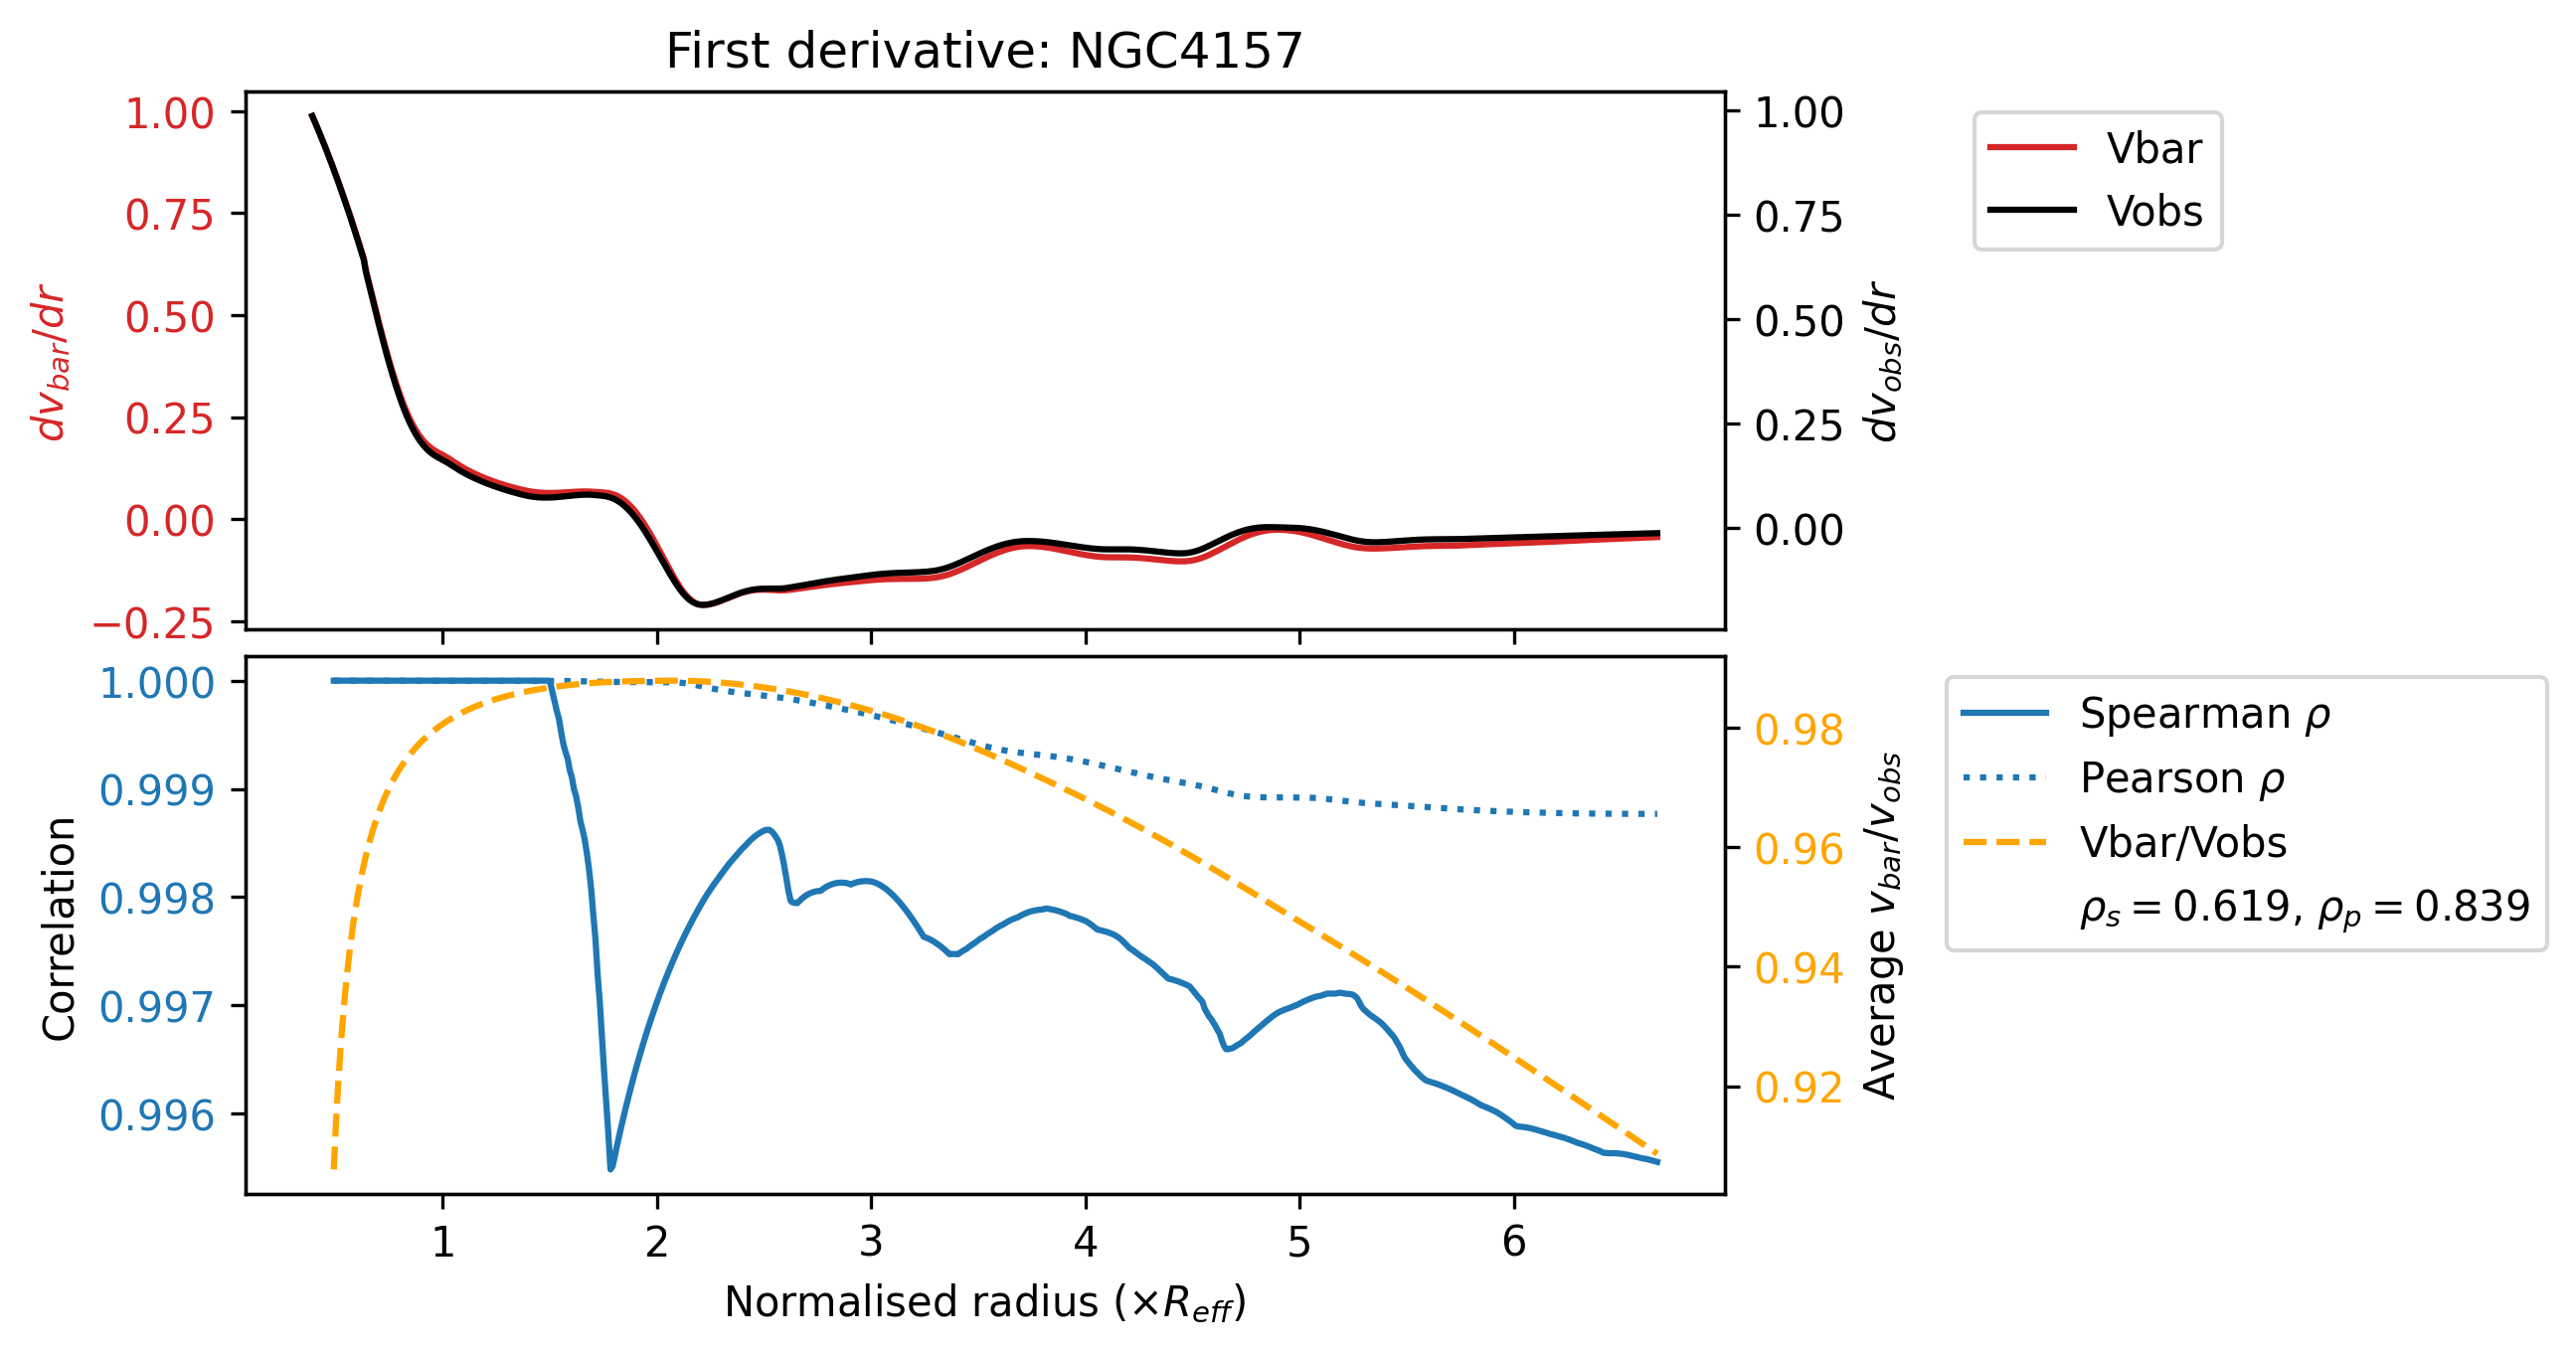 First derivative: NGC4157
1.00
0.75
0.50
0.25
0.00
−0.25
dv_bar/dr
1.00
0.75
0.50
0.25
0.00
dv_obs/dr
Vbar
Vobs
1.000
0.999
0.998
0.997
0.996
Correlation
0.98
0.96
0.94
0.92
Average v_bar/v_obs
Spearman ρ
Pearson ρ
Vbar/Vobs
ρ_s = 0.619, ρ_p = 0.839
1 2 3 4 5 6
Normalised radius (×R_eff)